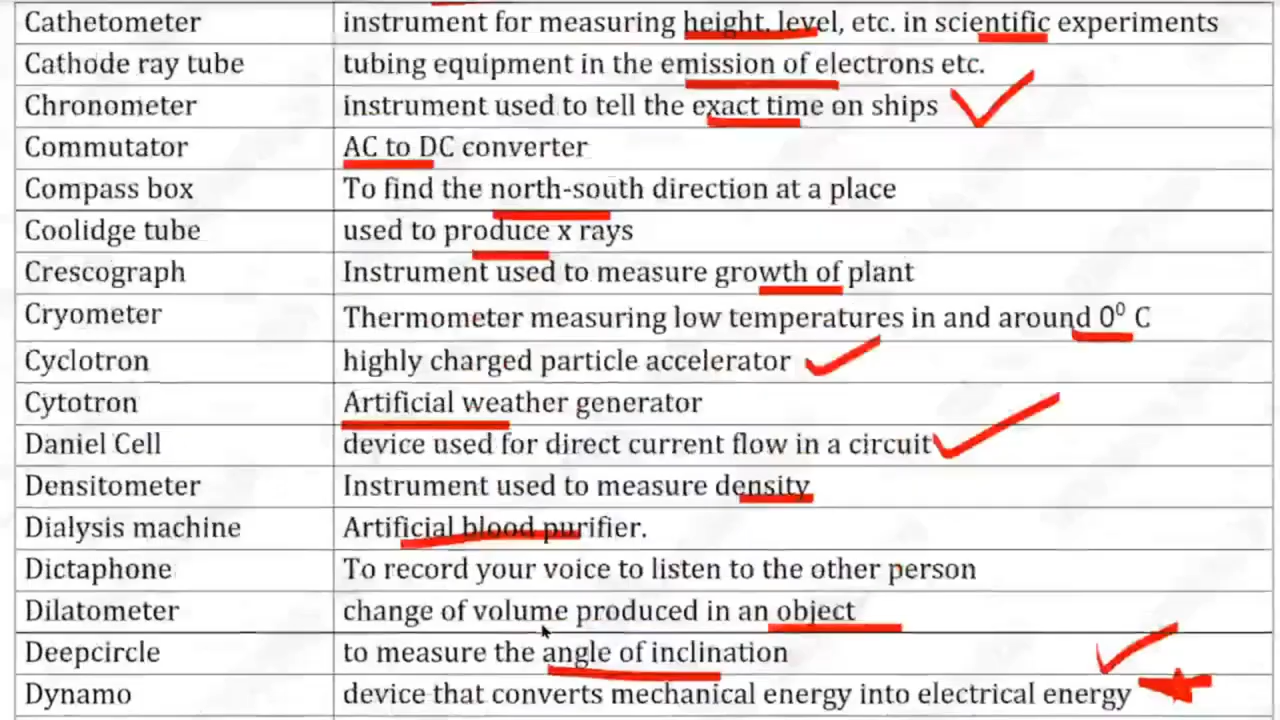 Cathetometer instrument for measuring height, level, etc. in scientific experiments
Cathode ray tube tubing equipment in the emission of electrons etc.
Chronometer instrument used to tell the exact time on ships
Commutator AC to DC converter
Compass box To find the north-south direction at a place
Coolidge tube used to produce x rays
Crescograph Instrument used to measure growth of plant
Cryometer Thermometer measuring low temperatures in and around 0⁰ C
Cyclotron highly charged particle accelerator
Cytotron Artificial weather generator
Daniel Cell device used for direct current flow in a circuit
Densitometer Instrument used to measure density
Dialysis machine Artificial blood purifier.
Dictaphone To record your voice to listen to the other person
Dilatometer change of volume produced in an object
Deepcircle to measure the angle of inclination
Dynamo device that converts mechanical energy into electrical energy